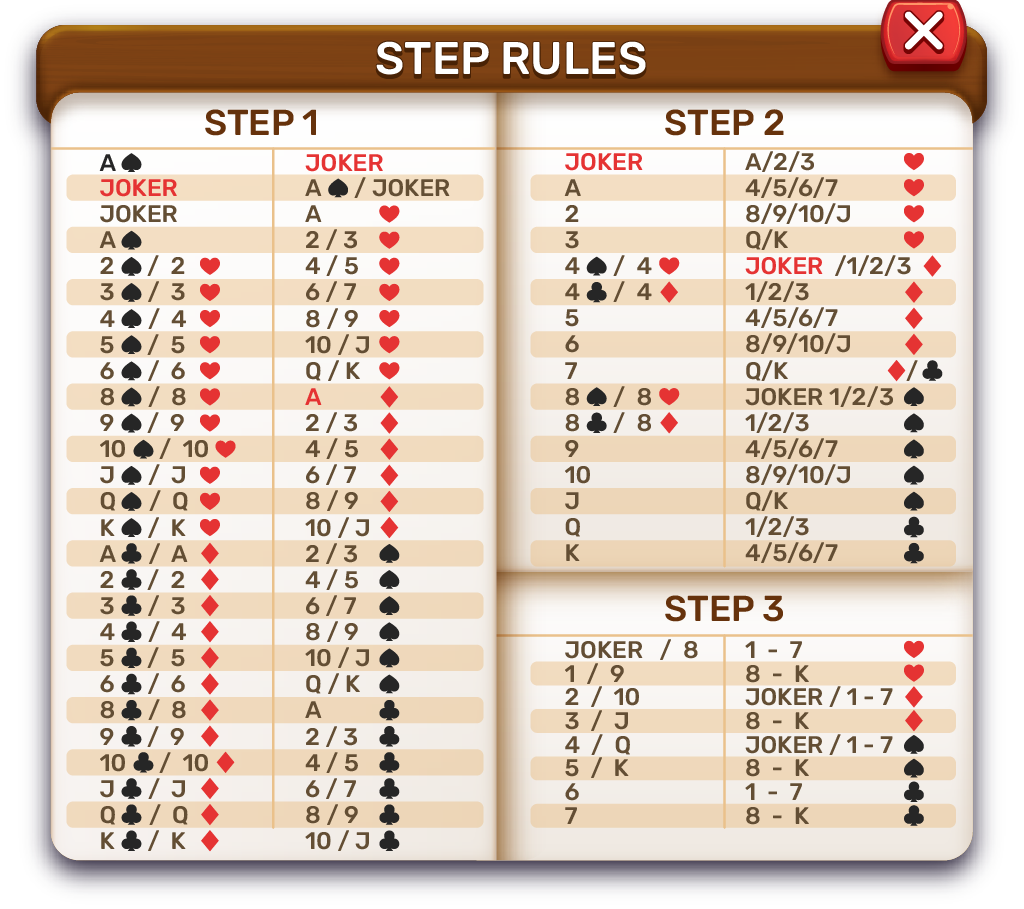 STEP RULES
STEP 1
A♠ JOKER
JOKER A♠ / JOKER
JOKER A ♥
A♠ 2 / 3 ♥
2♠ / 2 ♥ 4 / 5 ♥
3♠ / 3 ♥ 6 / 7 ♥
4♠ / 4 ♥ 8 / 9 ♥
5♠ / 5 ♥ 10 / J ♥
6♠ / 6 ♥ Q / K ♥
8♠ / 8 ♥ A ♦
9♠ / 9 ♥ 2 / 3 ♦
10 ♠ / 10 ♥ 4 / 5 ♦
J♠ / J ♥ 6 / 7 ♦
Q♠ / Q ♥ 8 / 9 ♦
K♠ / K ♥ 10 / J ♦
A♣ / A ♦ 2 / 3 ♠
2♣ / 2 ♦ 4 / 5 ♠
3♣ / 3 ♦ 6 / 7 ♠
4♣ / 4 ♦ 8 / 9 ♠
5♣ / 5 ♦ 10 / J ♠
6♣ / 6 ♦ Q / K ♠
8♣ / 8 ♦ A ♣
9♣ / 9 ♦ 2 / 3 ♣
10 ♣ / 10 ♦ 4 / 5 ♣
J♣ / J ♦ 6 / 7 ♣
Q♣ / Q ♦ 8 / 9 ♣
K♣ / K ♦ 10 / J ♣
STEP 2
JOKER A/2/3 ♥
A 4/5/6/7 ♥
2 8/9/10/J ♥
3 Q/K ♥
4♠ / 4♥ JOKER /1/2/3 ♦
4♣ / 4♦ 1/2/3 ♦
5 4/5/6/7 ♦
6 8/9/10/J ♦
7 Q/K ♦/♣
8♠ / 8♥ JOKER 1/2/3 ♠
8♣ / 8♦ 1/2/3 ♠
9 4/5/6/7 ♠
10 8/9/10/J ♠
J Q/K ♠
Q 1/2/3 ♣
K 4/5/6/7 ♣
STEP 3
JOKER / 8 1 - 7 ♥
1 / 9 8 - K ♥
2 / 10 JOKER / 1 - 7 ♦
3 / J 8 - K ♦
4 / Q JOKER / 1 - 7 ♠
5 / K 8 - K ♠
6 1 - 7 ♣
7 8 - K ♣